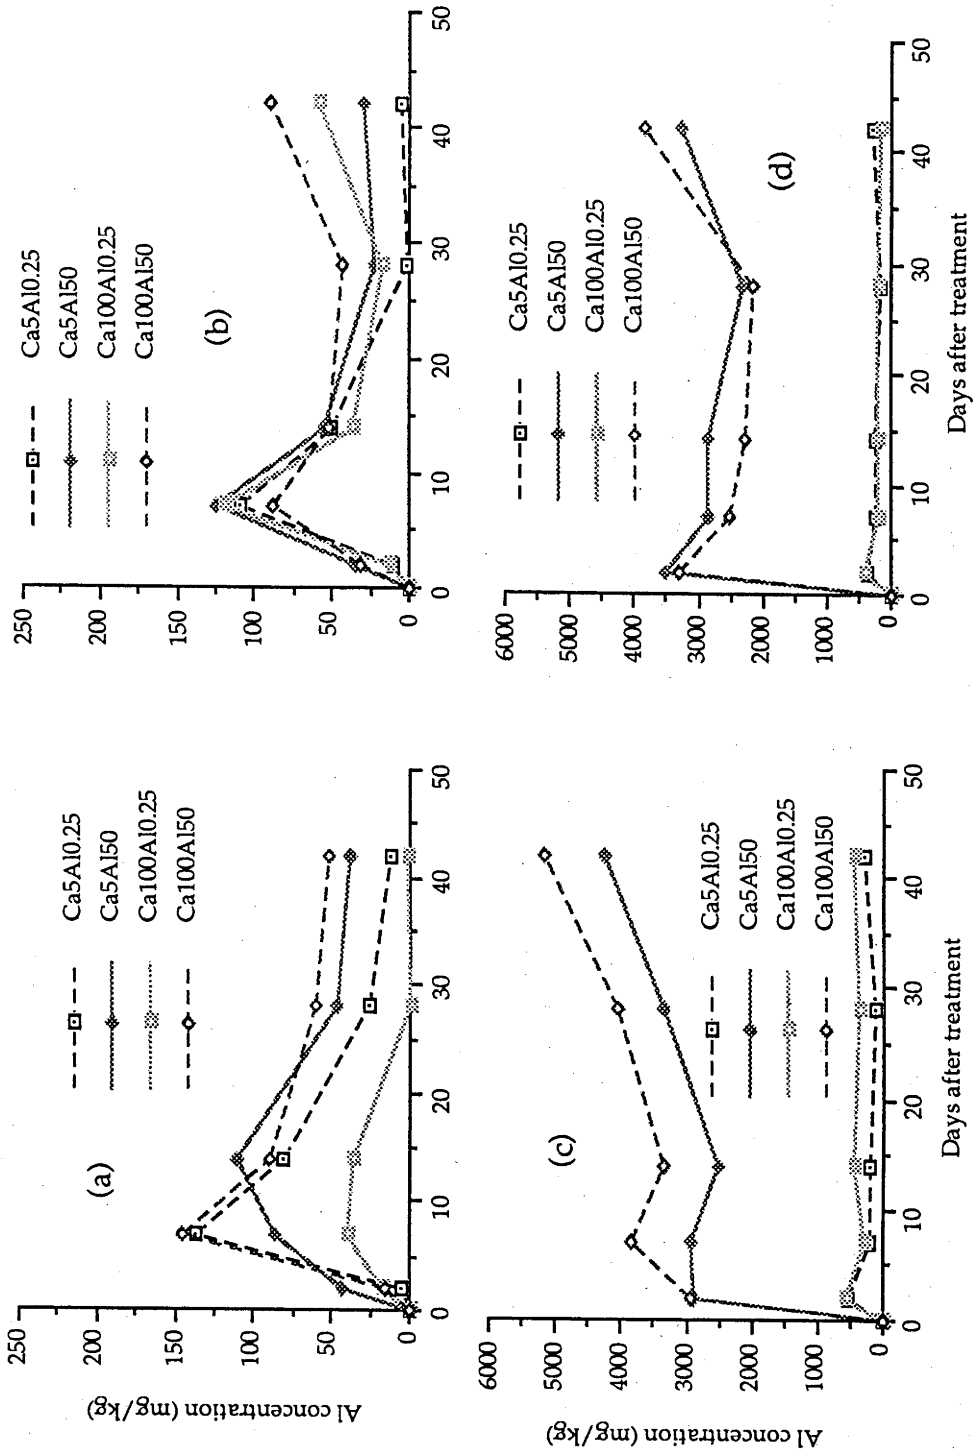 Al concentration (mg/kg)
250
200
150
100
50
0
0 10 20 30 40 50
(a)
Ca5Al0.25
Ca5Al50
Ca100Al0.25
Ca100Al50
250
200
150
100
50
0
0 10 20 30 40 50
(b)
Ca5Al0.25
Ca5Al50
Ca100Al0.25
Ca100Al50
Al concentration (mg/kg)
6000
5000
4000
3000
2000
1000
0
0 10 20 30 40 50
(c)
Ca5Al0.25
Ca5Al50
Ca100Al0.25
Ca100Al50
Days after treatment
6000
5000
4000
3000
2000
1000
0
0 10 20 30 40 50
Ca5Al0.25
Ca5Al50
Ca100Al0.25
Ca100Al50
(d)
Days after treatment